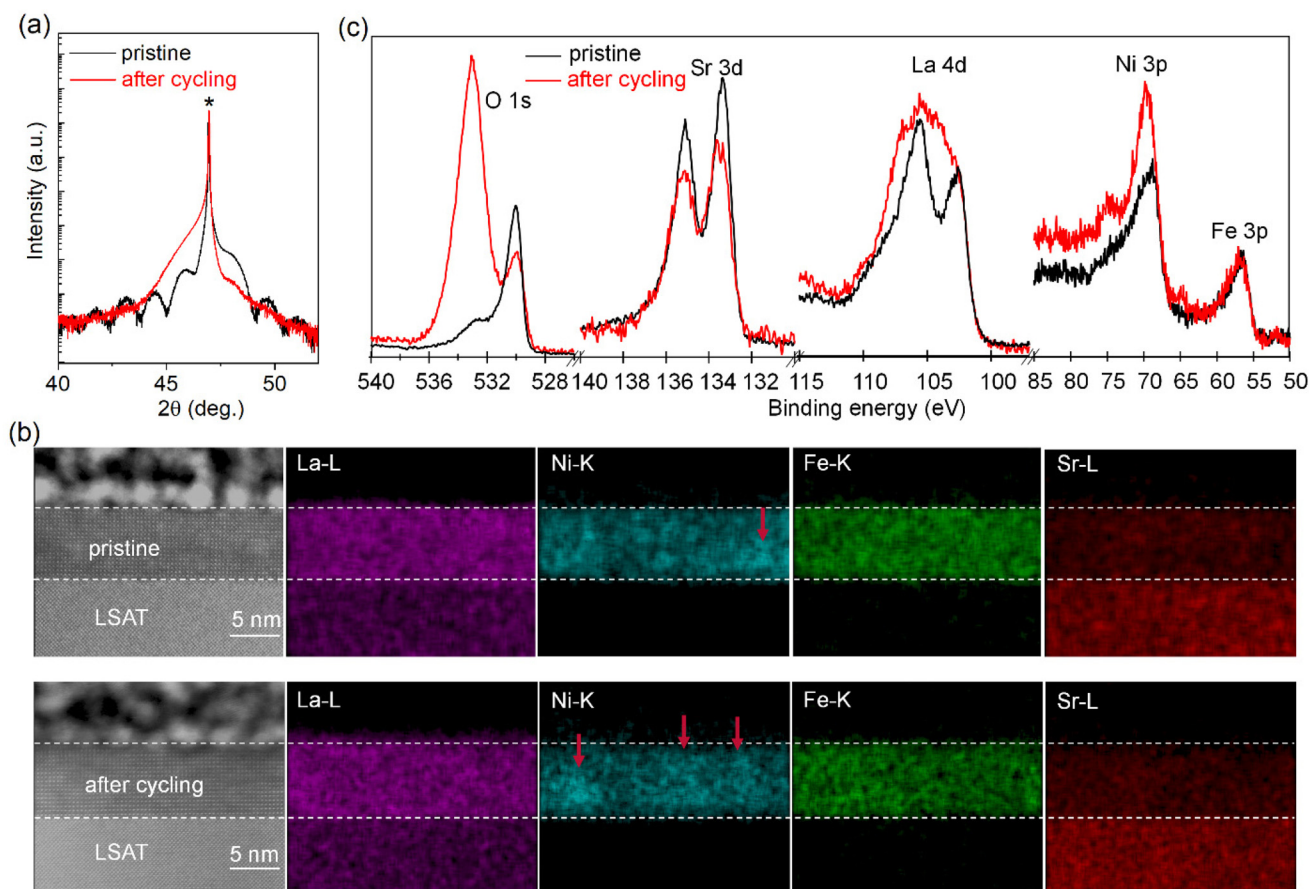 (a)
pristine
after cycling
*
Intensity (a.u.)
40 45 50
2θ (deg.)
(c)
pristine
after cycling
O 1s
Sr 3d
La 4d
Ni 3p
Fe 3p
540 536 532 528 140 138 136 134 132 115 110 105 100 85 80 75 70 65 60 55 50
Binding energy (eV)
(b)
pristine
LSAT
5 nm
La-L
Ni-K
Fe-K
Sr-L
after cycling
LSAT
5 nm
La-L
Ni-K
Fe-K
Sr-L